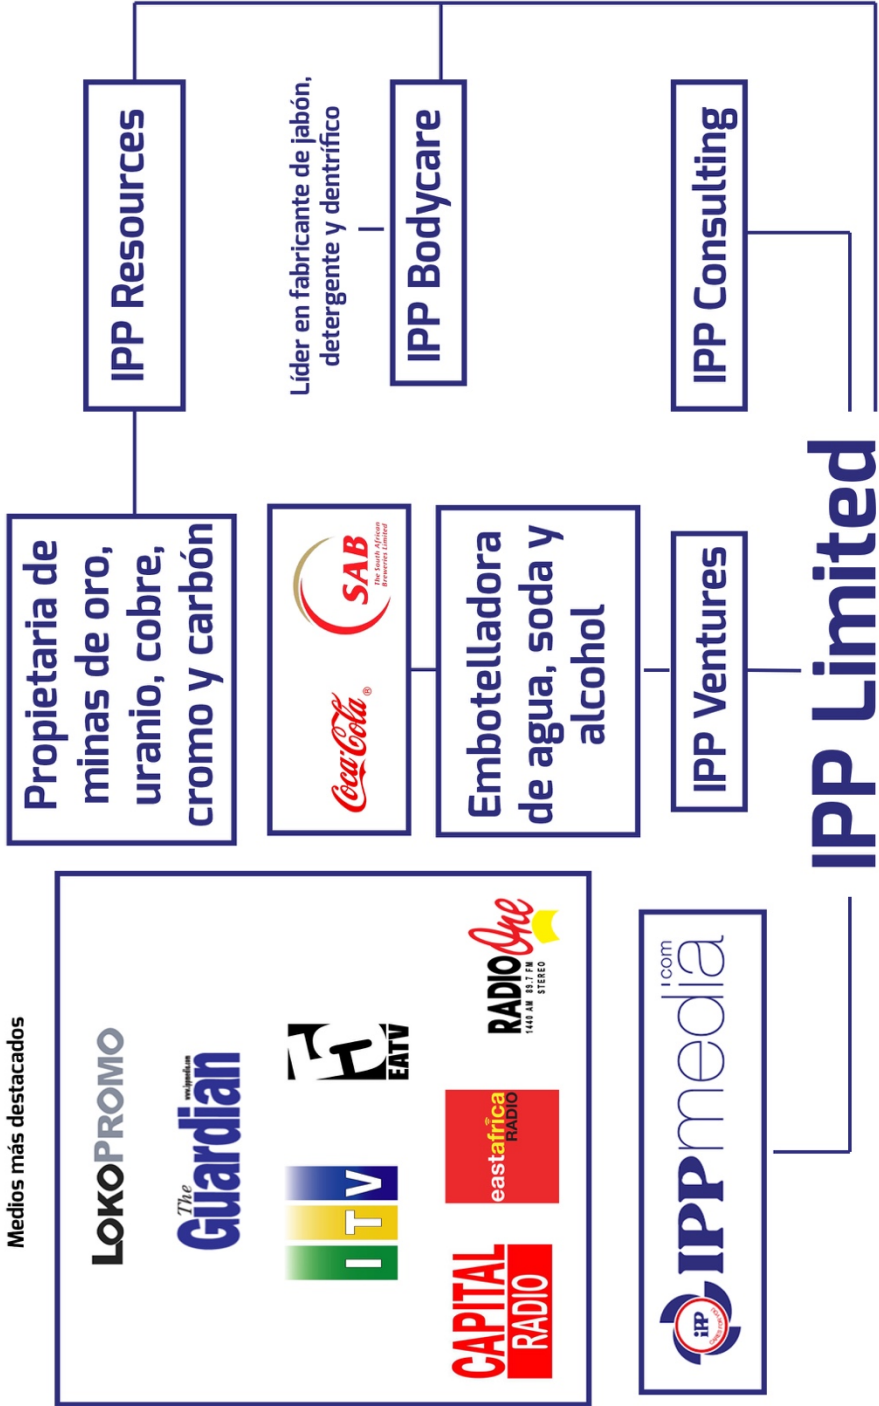 Medios más destacados
LOKOPROMO
The
Guardian
www.ippmedia.com
ITV
5
EATV
CAPITAL
RADIO
eastafrica
RADIO
RADIO One
1440 AM 89.7 FM
STEREO
iPP
IPPmedia.com
Propietaria de
minas de oro,
uranio, cobre,
cromo y carbón
Coca-Cola ®
SAB
The South African
Breweries Limited
Embotelladora
de agua, soda y
alcohol
IPP Ventures
IPP Limited
IPP Resources
Líder en fabricante de jabón,
detergente y dentrífico
IPP Bodycare
IPP Consulting